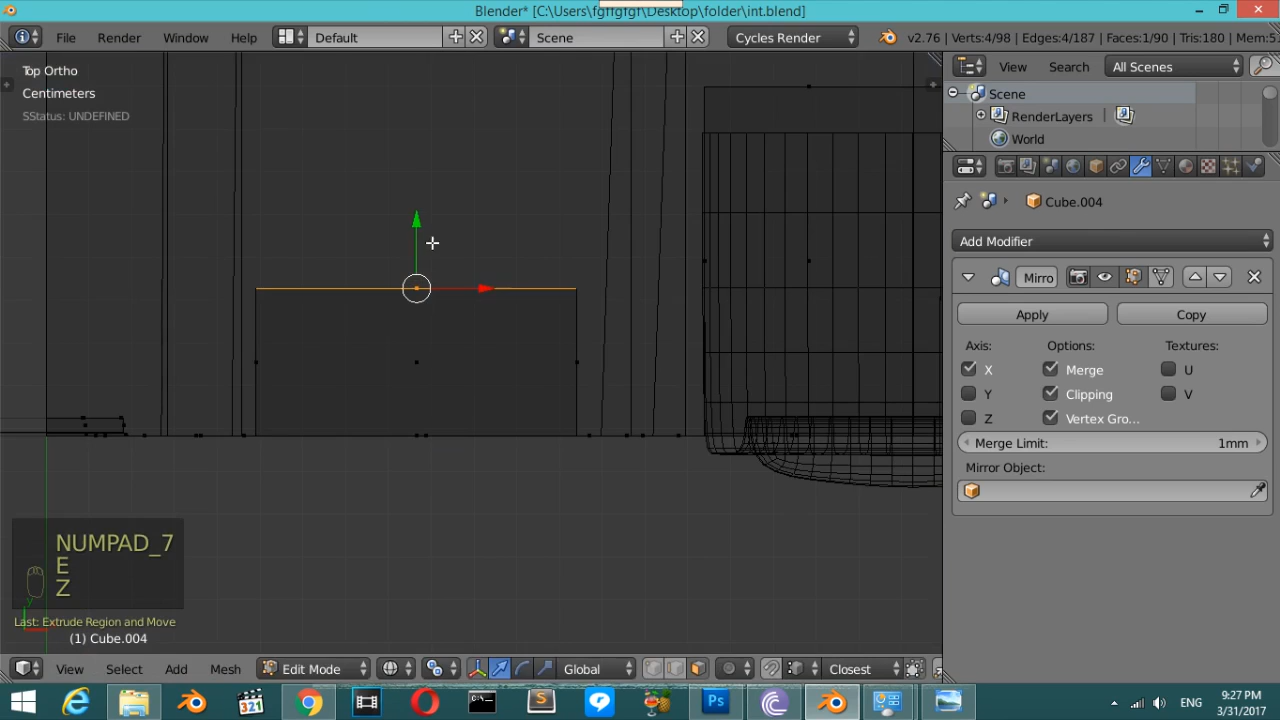 Blender* [C:\Users\fgffgfgf\Desktop\folder\int.blend]
File Render Window Help Default Scene Cycles Render v2.76 | Verts:4/98 | Edges:4/187 | Faces:1/90 | Tris:180 | Mem:5.
Top Ortho
Centimeters
SStatus: UNDEFINED
View Search All Scenes
Scene
RenderLayers
World
Cube.004
Add Modifier
Mirro
Apply Copy
Axis: Options: Textures:
X Merge U
Y Clipping V
Z Vertex Gro...
Merge Limit: 1mm
Mirror Object:
NUMPAD_7
E
Z
Last: Extrude Region and Move
(1) Cube.004
View Select Add Mesh Edit Mode Global Closest
ENG
9:27 PM
3/31/2017